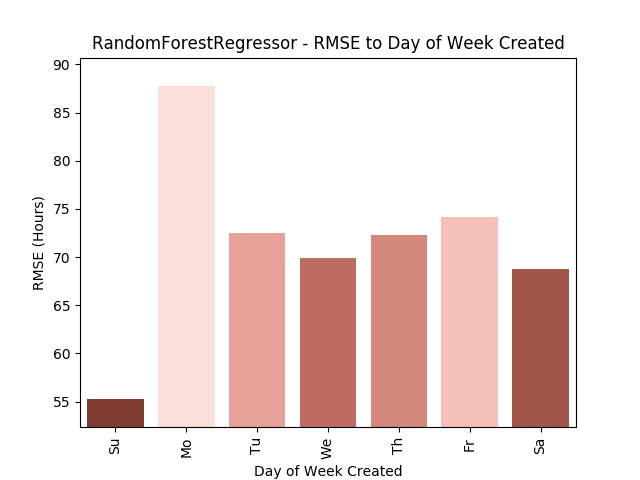 RandomForestRegressor - RMSE to Day of Week Created
90
85
80
75
70
65
60
55
RMSE (Hours)
Su
Mo
Tu
We
Th
Fr
Sa
Day of Week Created